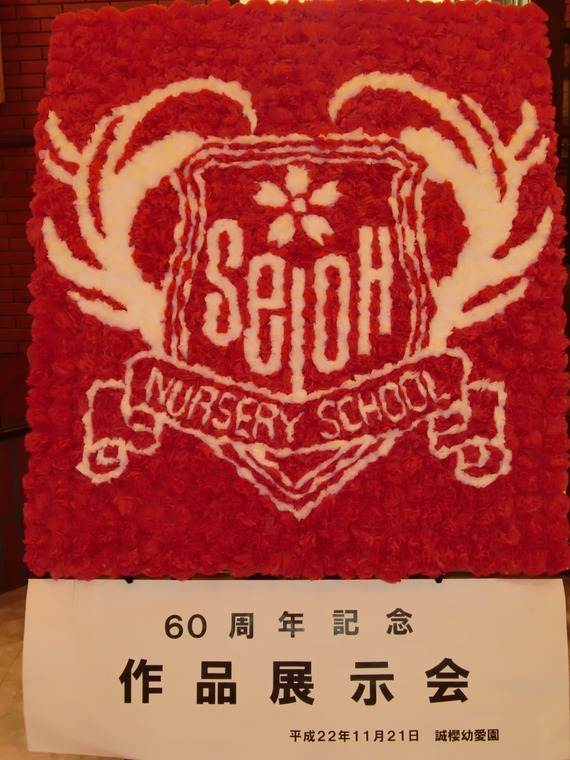 SeIOH
NURSERY SCHOOL
60周年記念
作品展示会
平成22年11月21日 誠櫻幼愛園